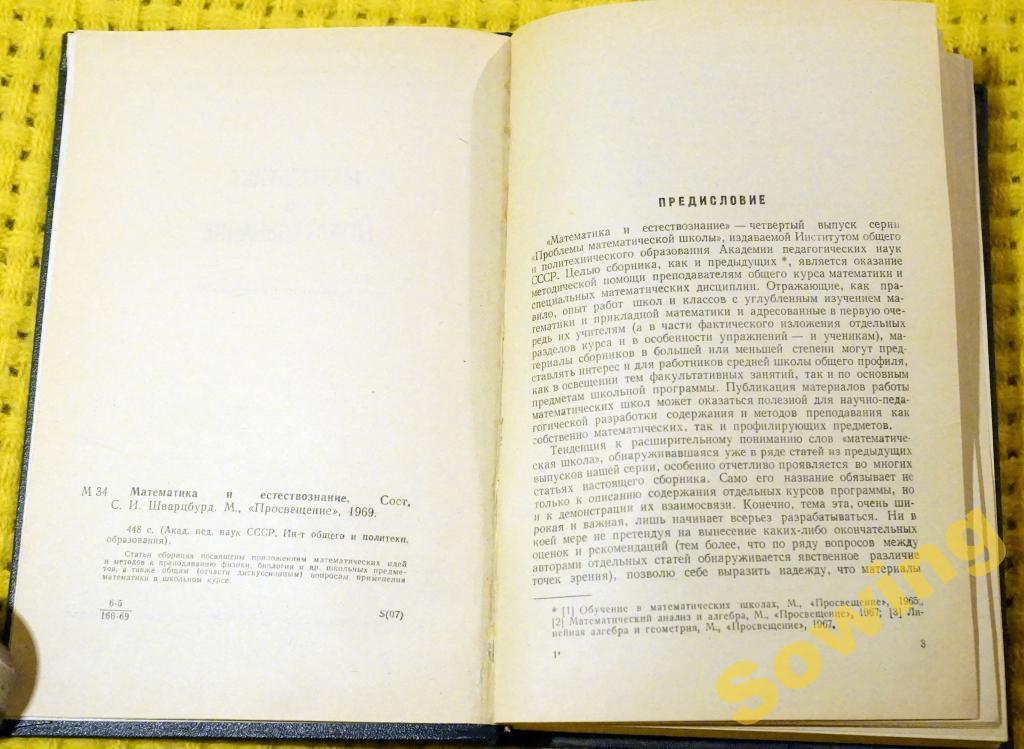 М 34 Математика и естествознание. Сост.
С. И. Шварцбурд. М., «Просвещение», 1969.
448 с. (Акад. пед. наук СССР. Ин-т общего и политехн.
образования).
Статьи сборника посвящены приложениям математических идей
и методов к преподаванию физики, биологии и др. школьных предме-
тов, а также общим (отчасти дискуссионным) вопросам применения
математики в школьном курсе.
6-5
166-69
S(07)
ПРЕДИСЛОВИЕ
«Математика и естествознание» — четвертый выпуск серии
«Проблемы математической школы», издаваемой Институтом общего
и политехнического образования Академии педагогических наук
СССР. Целью сборника, как и предыдущих *, является оказание
методической помощи преподавателям общего курса математики и
специальных математических дисциплин. Отражающие, как пра-
вило, опыт работ школ и классов с углубленным изучением ма-
тематики и прикладной математики и адресованные в первую оче-
редь их учителям (а в части фактического изложения отдельных
разделов курса и в особенности упражнений — и ученикам), ма-
териалы сборников в большей или меньшей степени могут пред-
ставлять интерес и для работников средней школы общего профиля,
как в освещении тем факультативных занятий, так и по основным
предметам школьной программы. Публикация материалов работы
математических школ может оказаться полезной для научно-педа-
гогической разработки содержания и методов преподавания как
собственно математических, так и профилирующих предметов.
Тенденция к расширительному пониманию слов «математиче-
ская школа», обнаруживавшаяся уже в ряде статей из предыдущих
выпусков нашей серии, особенно отчетливо проявляется во многих
статьях настоящего сборника. Само его название обязывает не
только к описанию содержания отдельных курсов программы, но
и к демонстрации их взаимосвязи. Конечно, тема эта, очень ши-
рокая и важная, лишь начинает всерьез разрабатываться. Ни в
коей мере не претендуя на вынесение каких-либо окончательных
оценок и рекомендаций (тем более, что по ряду вопросов между
авторами отдельных статей обнаруживается явственное различие
точек зрения), позволю себе выразить надежду, что материалы
* [1] Обучение в математических школах, М., «Просвещение», 1965;
[2] Математический анализ и алгебра, М., «Просвещение», 1967; [3] Ли-
нейная алгебра и геометрия, М., «Просвещение», 1967.
1* 3
Sowing